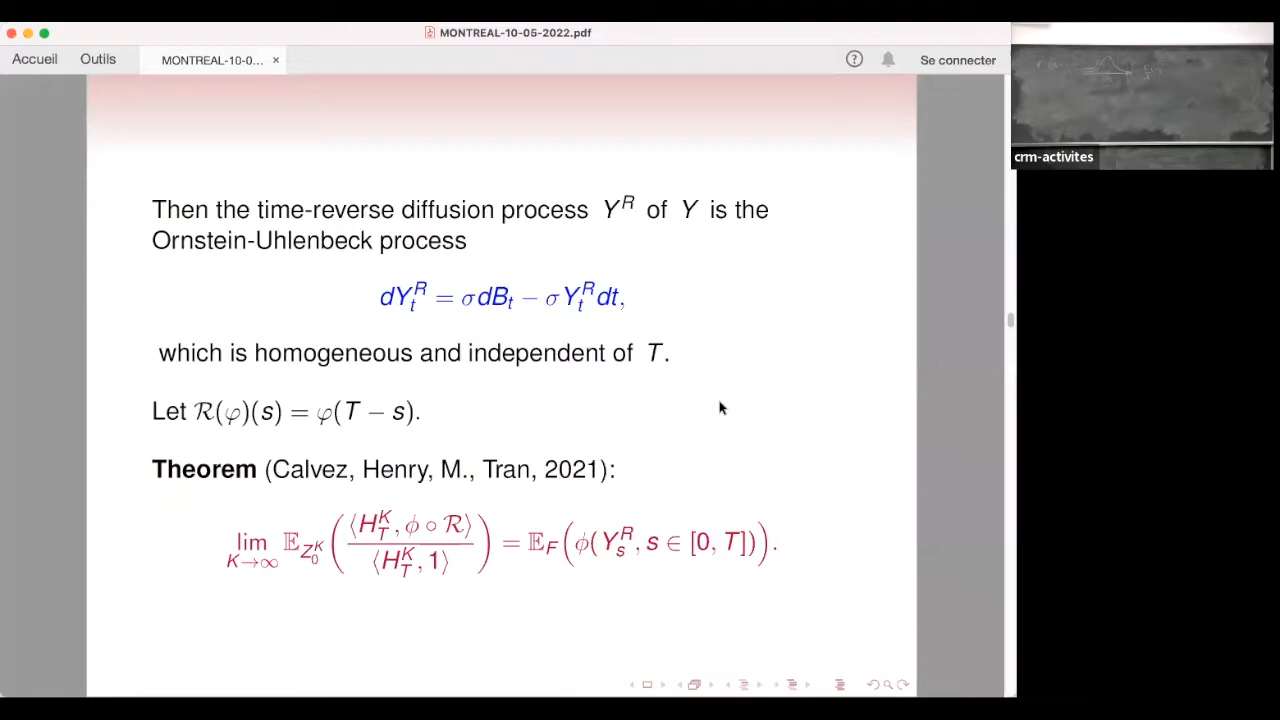 MONTREAL-10-05-2022.pdf
Accueil Outils MONTREAL-10-0... × Se connecter
crm-activites
Then the time-reverse diffusion process Y^R of Y is the
Ornstein-Uhlenbeck process
dY_t^R = σdB_t − σY_t^R dt,
which is homogeneous and independent of T.
Let ℛ(φ)(s) = φ(T − s).
Theorem (Calvez, Henry, M., Tran, 2021):
lim_{K→∞} 𝔼_{Z_0^K}(⟨H_T^K, ϕ ∘ ℛ⟩ / ⟨H_T^K, 1⟩) = 𝔼_F(ϕ(Y_s^R, s ∈ [0, T])).